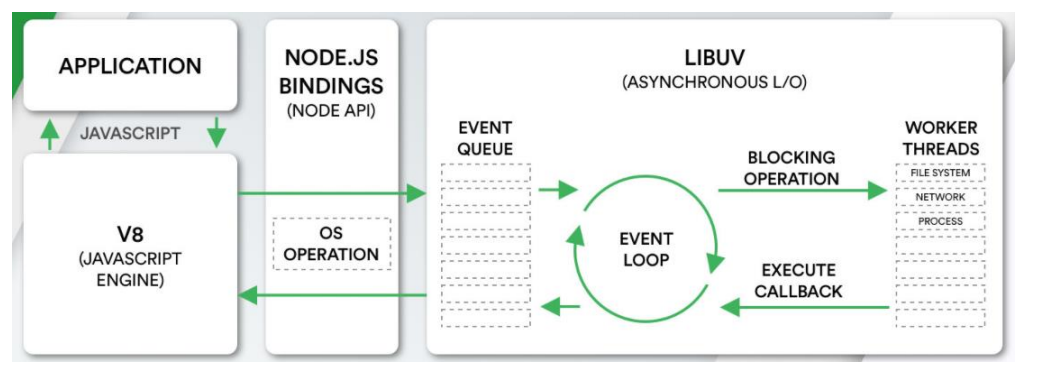 APPLICATION
JAVASCRIPT
V8
(JAVASCRIPT
ENGINE)
NODE.JS
BINDINGS
(NODE API)
OS
OPERATION
LIBUV
(ASYNCHRONOUS L/O)
EVENT
QUEUE
EVENT
LOOP
BLOCKING
OPERATION
EXECUTE
CALLBACK
WORKER
THREADS
FILE SYSTEM
NETWORK
PROCESS